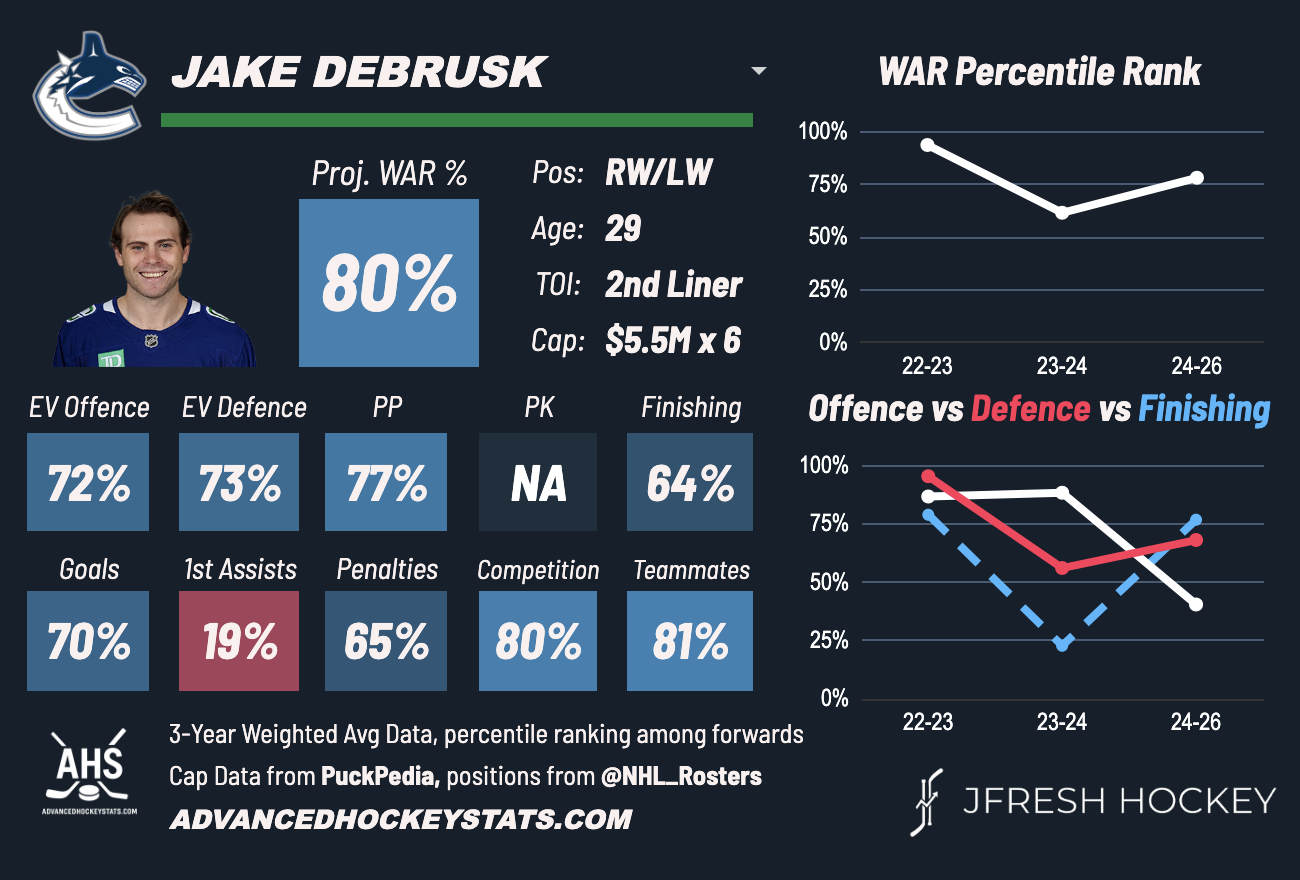 JAKE DEBRUSK
Proj. WAR %
80%
Pos: RW/LW
Age: 29
TOI: 2nd Liner
Cap: $5.5M x 6
EV Offence EV Defence PP PK Finishing
72% 73% 77% NA 64%
Goals 1st Assists Penalties Competition Teammates
70% 19% 65% 80% 81%
WAR Percentile Rank
100%
75%
50%
25%
0%
22-23 23-24 24-26
Offence vs Defence vs Finishing
100%
75%
50%
25%
0%
22-23 23-24 24-26
AHS
ADVANCEDHOCKEYSTATS.COM
3-Year Weighted Avg Data, percentile ranking among forwards
Cap Data from PuckPedia, positions from @NHL_Rosters
ADVANCEDHOCKEYSTATS.COM
JFRESH HOCKEY